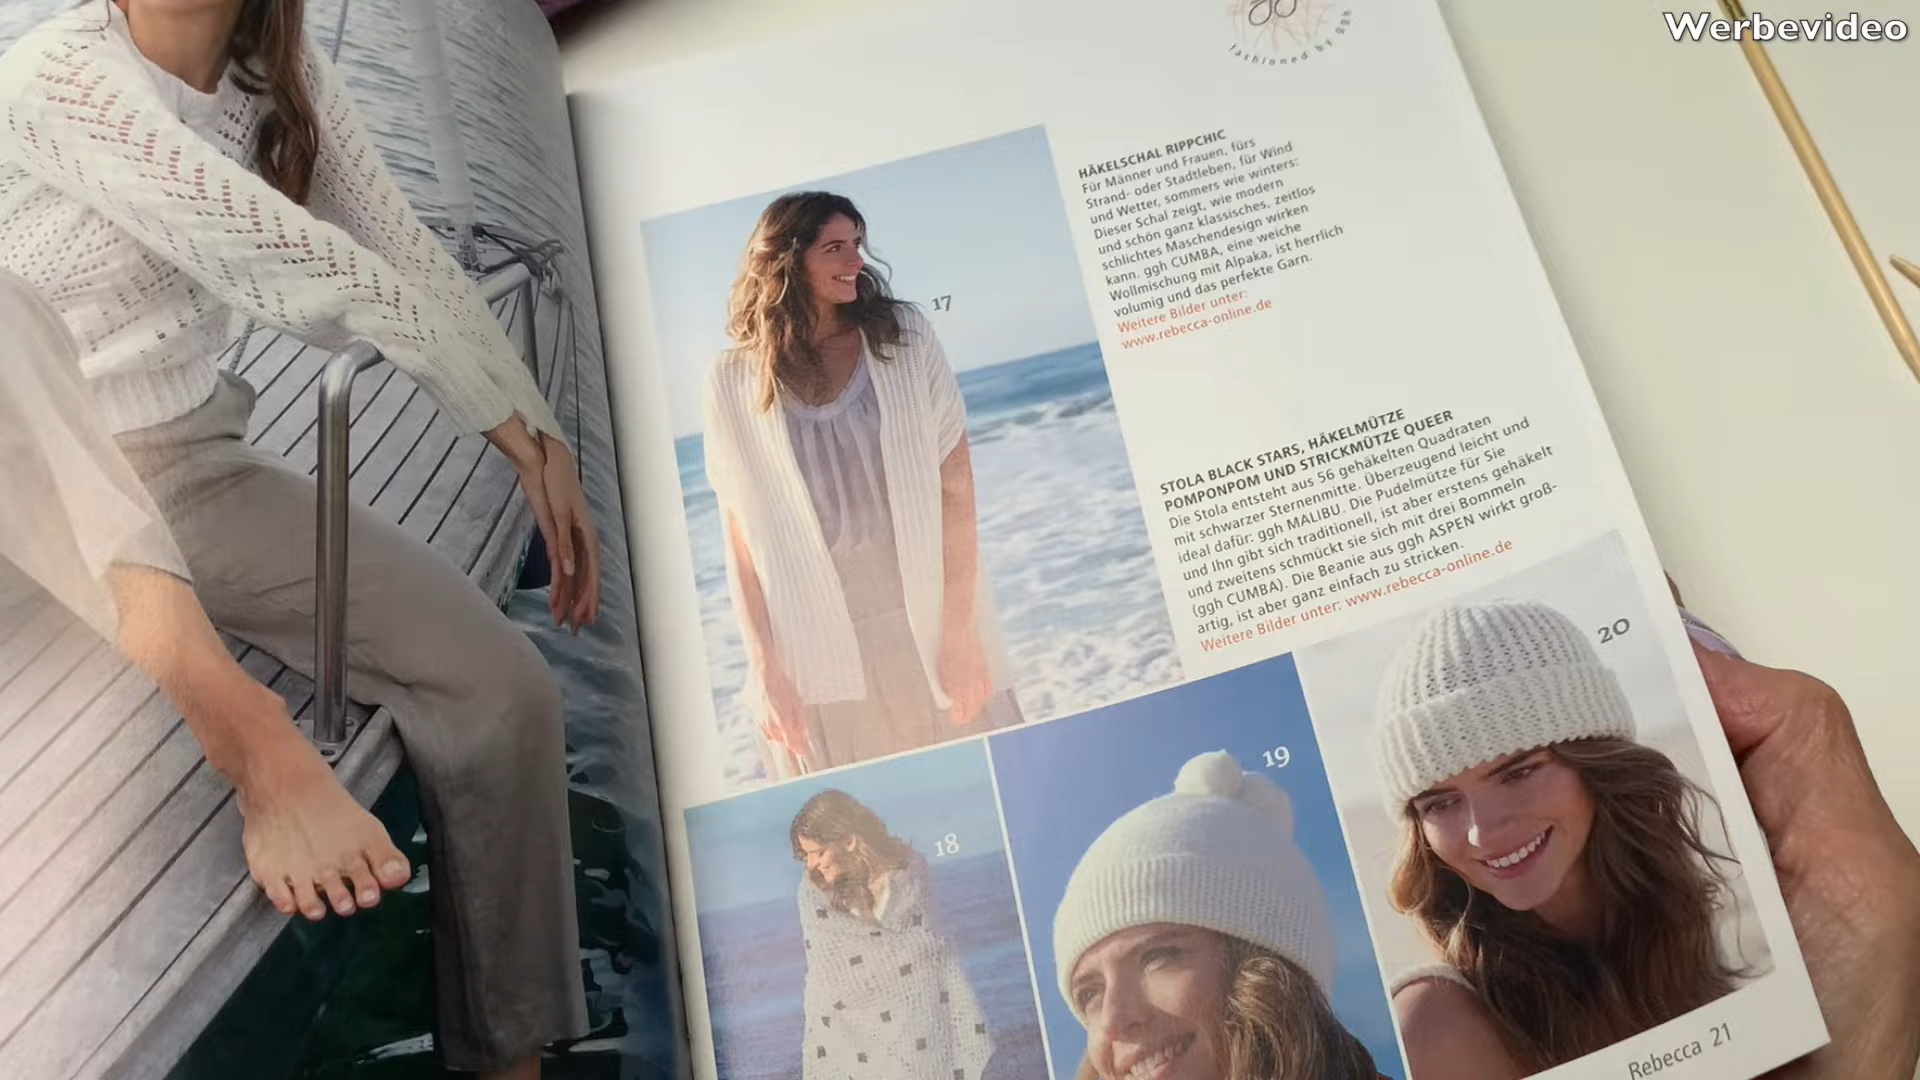 Werbevideo
fashioned by ggh
HÄKELSCHAL RIPPCHIC
Für Männer und Frauen, fürs
Strand- oder Stadtleben, für Wind
und Wetter, sommers wie winters:
Dieser Schal zeigt, wie modern
und schön ganz klassisches, zeitlos
schlichtes Maschendesign wirken
kann. ggh CUMBA, eine weiche
Wollmischung mit Alpaka, ist herrlich
volumig und das perfekte Garn.
Weitere Bilder unter:
www.rebecca-online.de
17
STOLA BLACK STARS, HÄKELMÜTZE
POMPONPOM UND STRICKMÜTZE QUEER
Die Stola entsteht aus 56 gehäkelten Quadraten
mit schwarzer Sternenmitte. Überzeugend leicht und
ideal dafür: ggh MALIBU. Die Pudelmütze für Sie
und Ihn gibt sich traditionell, ist aber erstens gehäkelt
und zweitens schmückt sie sich mit drei Bommeln
(ggh CUMBA). Die Beanie aus ggh ASPEN wirkt groß-
artig, ist aber ganz einfach zu stricken.
Weitere Bilder unter: www.rebecca-online.de
18
19
20
Rebecca 21